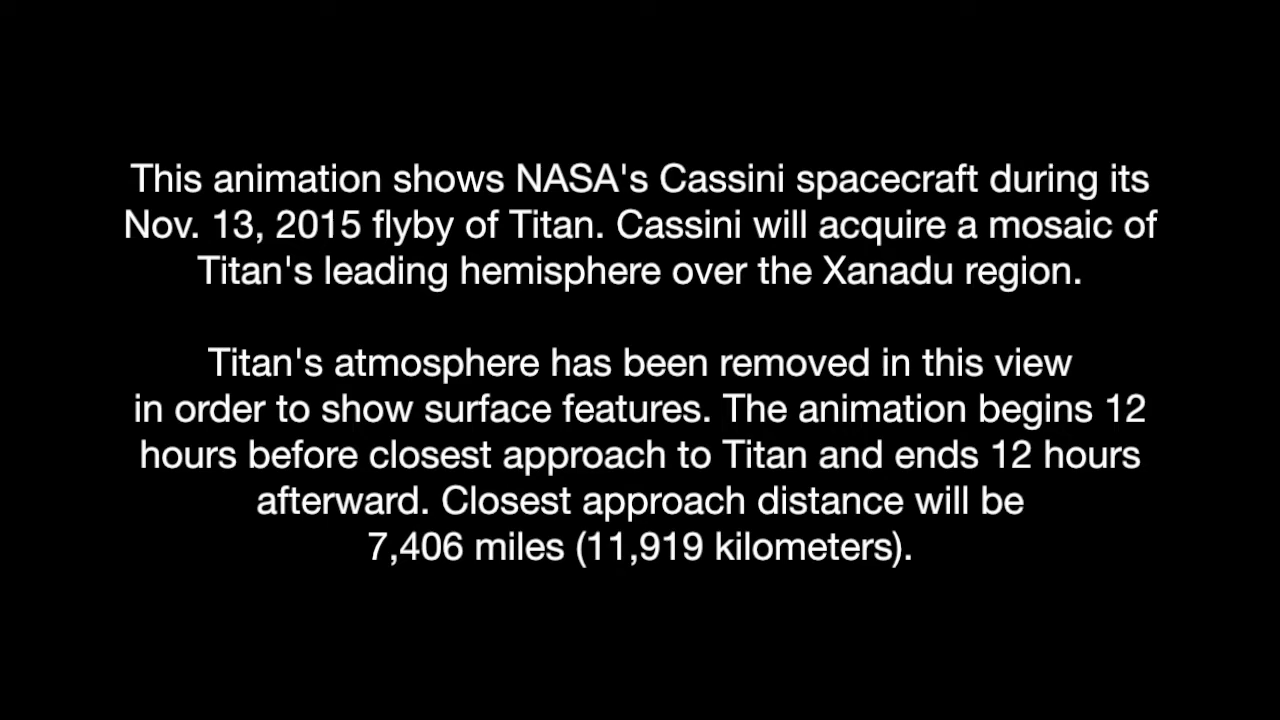 This animation shows NASA's Cassini spacecraft during its
Nov. 13, 2015 flyby of Titan. Cassini will acquire a mosaic of
Titan's leading hemisphere over the Xanadu region.
Titan's atmosphere has been removed in this view
in order to show surface features. The animation begins 12
hours before closest approach to Titan and ends 12 hours
afterward. Closest approach distance will be
7,406 miles (11,919 kilometers).